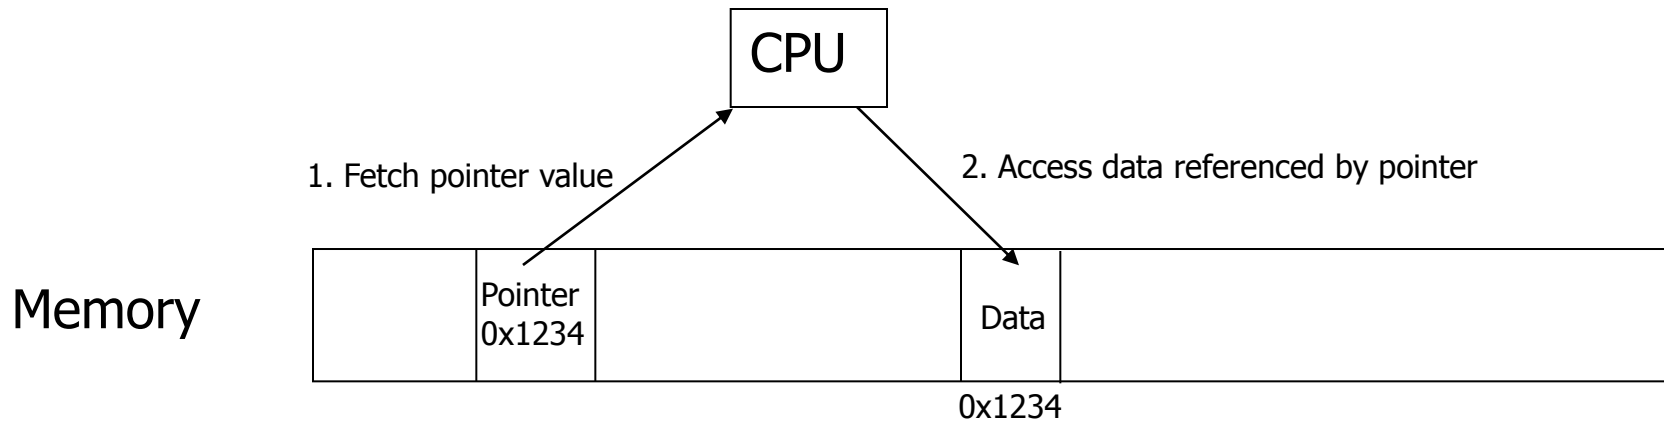 CPU
1. Fetch pointer value
2. Access data referenced by pointer
Memory
Pointer
0x1234
Data
0x1234